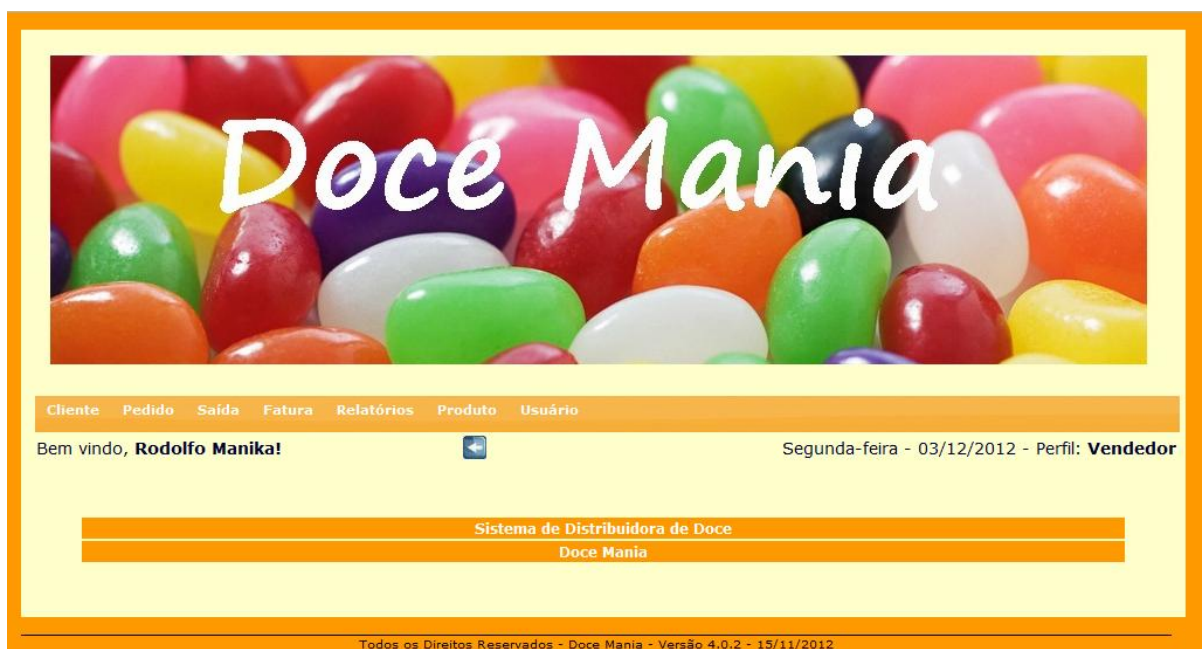 Doce Mania
Cliente Pedido Saída Fatura Relatórios Produto Usuário
Bem vindo, Rodolfo Manika! Segunda-feira - 03/12/2012 - Perfil: Vendedor
Sistema de Distribuidora de Doce
Doce Mania
Todos os Direitos Reservados - Doce Mania - Versão 4.0.2 - 15/11/2012